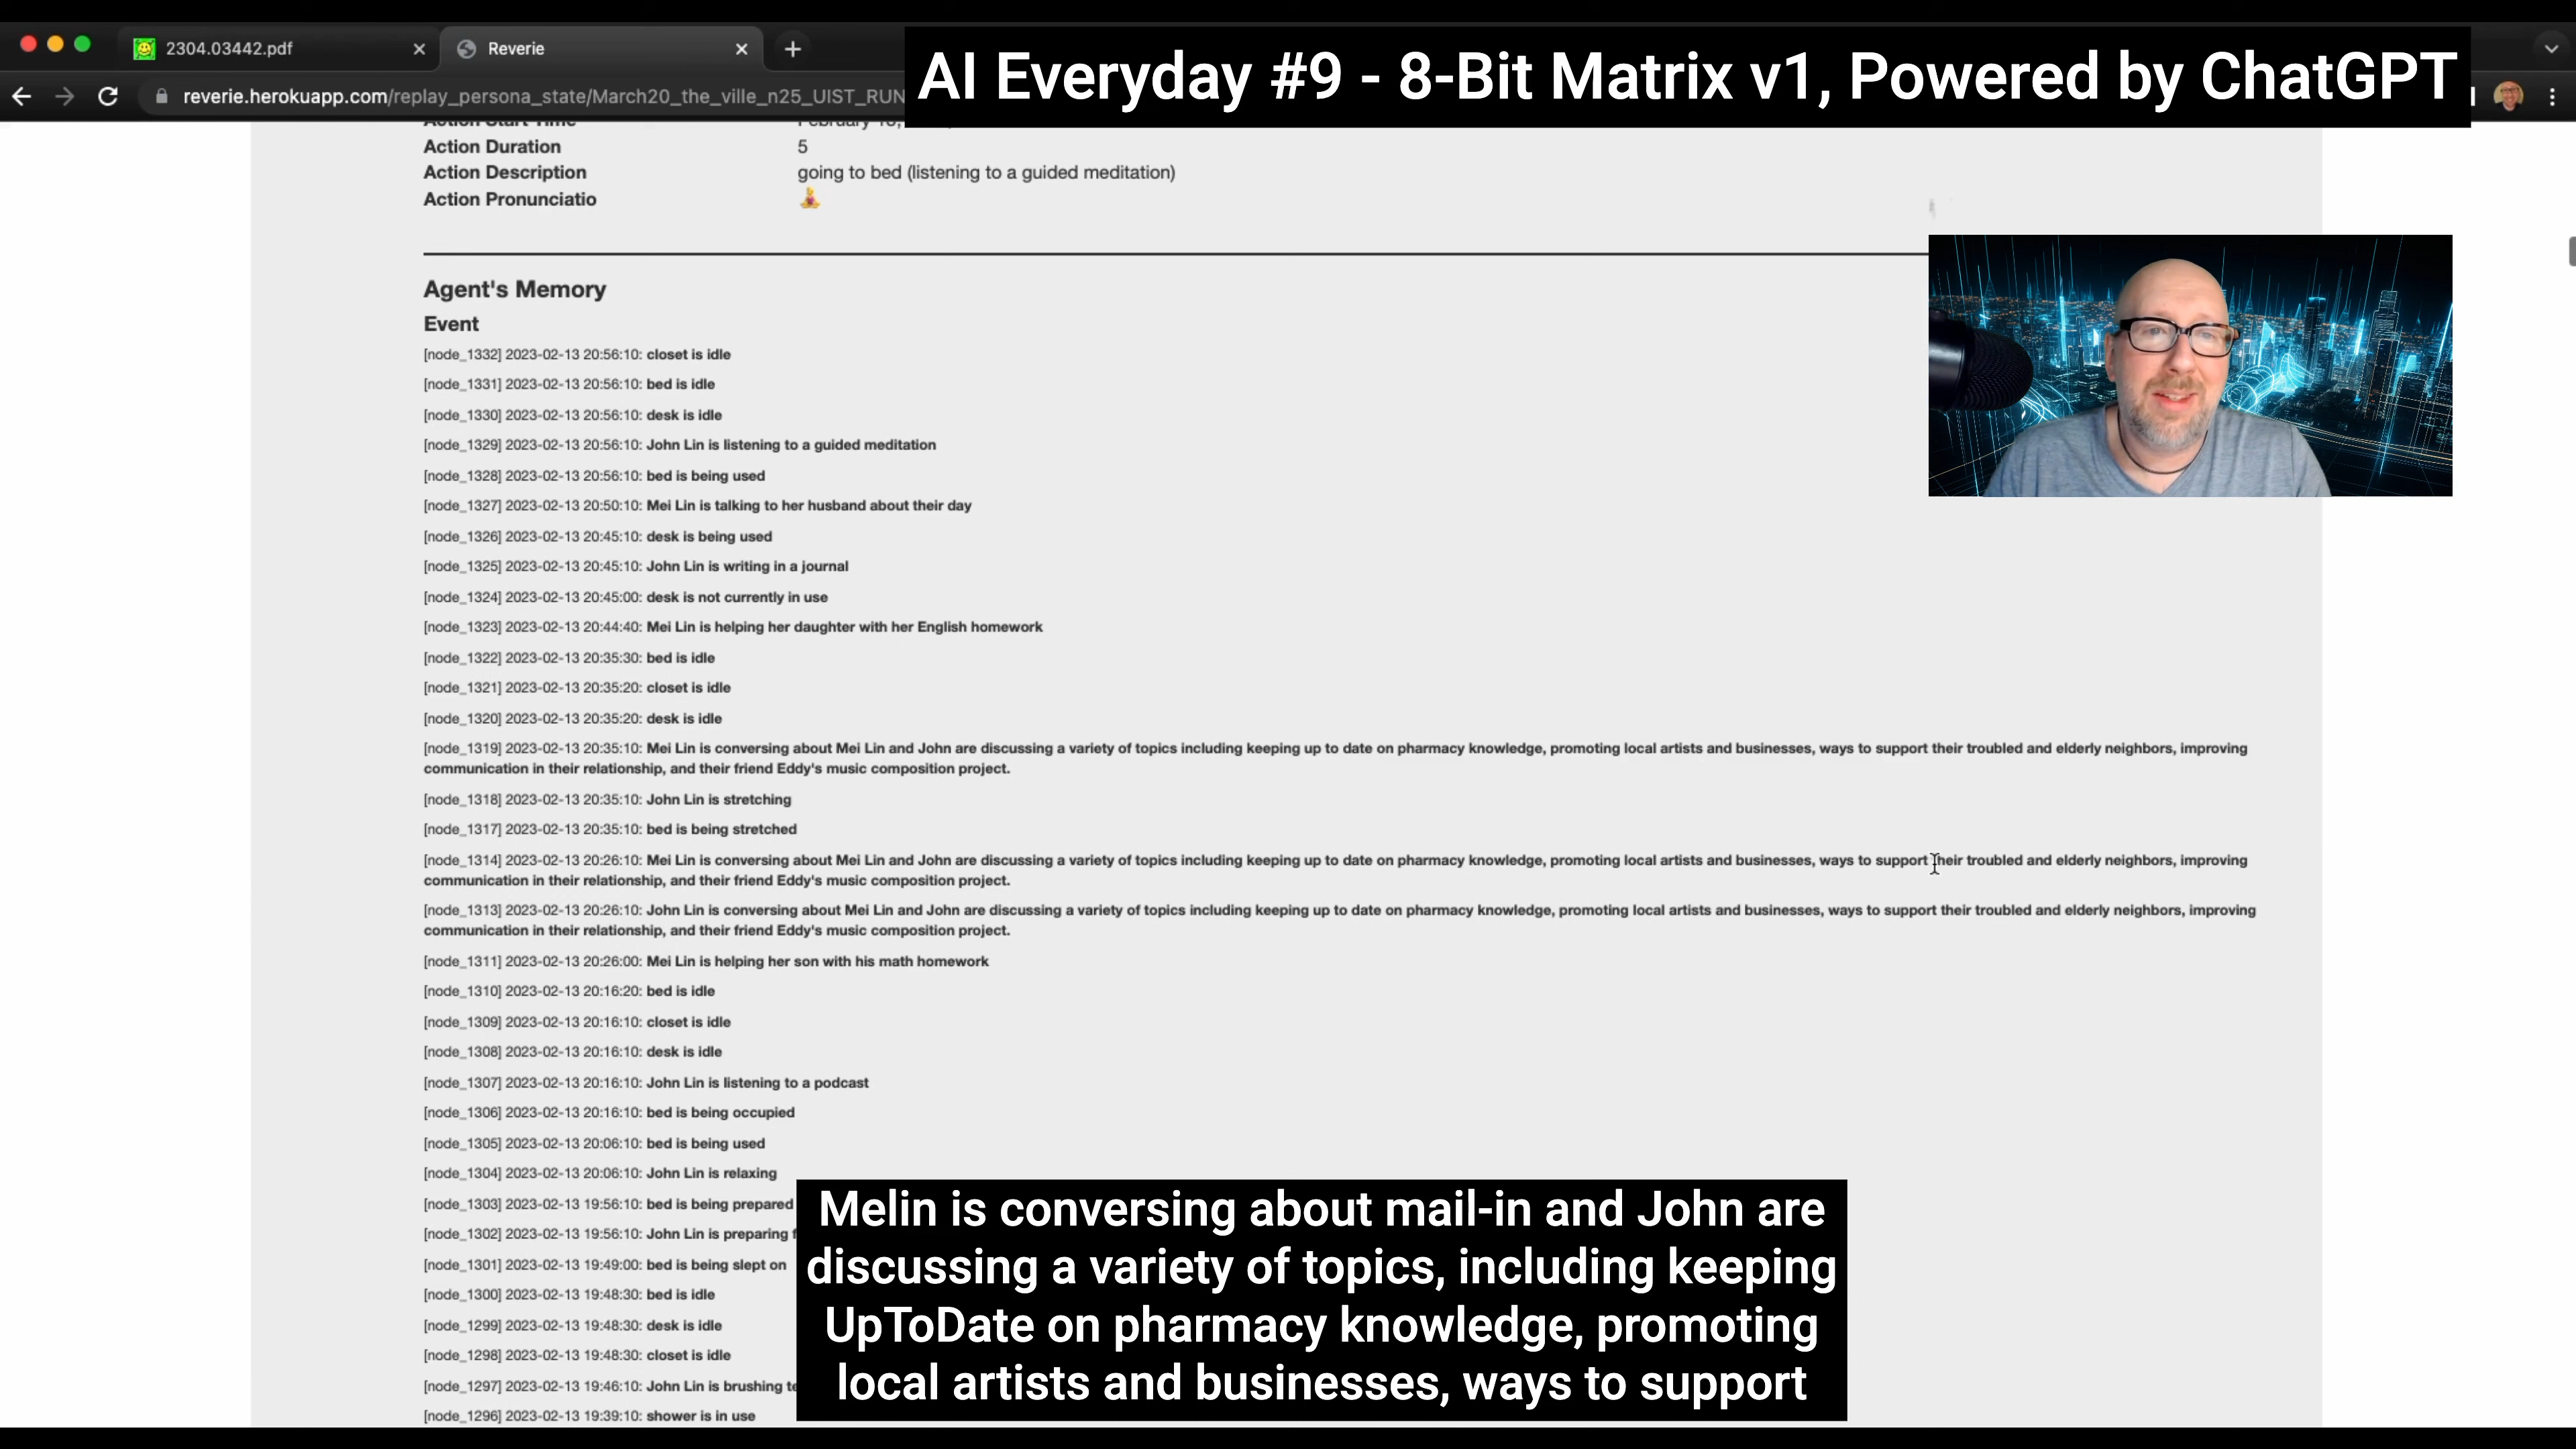 2304.03442.pdf
Reverie
AI Everyday #9 - 8-Bit Matrix v1, Powered by ChatGPT
reverie.herokuapp.com/replay_persona_state/March20_the_ville_n25_UIST_RUN
Action Start Time
Action Duration 5
Action Description going to bed (listening to a guided meditation)
Action Pronunciatio
Agent's Memory
Event
[node_1332] 2023-02-13 20:56:10: closet is idle
[node_1331] 2023-02-13 20:56:10: bed is idle
[node_1330] 2023-02-13 20:56:10: desk is idle
[node_1329] 2023-02-13 20:56:10: John Lin is listening to a guided meditation
[node_1328] 2023-02-13 20:56:10: bed is being used
[node_1327] 2023-02-13 20:50:10: Mei Lin is talking to her husband about their day
[node_1326] 2023-02-13 20:45:10: desk is being used
[node_1325] 2023-02-13 20:45:10: John Lin is writing in a journal
[node_1324] 2023-02-13 20:45:00: desk is not currently in use
[node_1323] 2023-02-13 20:44:40: Mei Lin is helping her daughter with her English homework
[node_1322] 2023-02-13 20:35:30: bed is idle
[node_1321] 2023-02-13 20:35:20: closet is idle
[node_1320] 2023-02-13 20:35:20: desk is idle
[node_1319] 2023-02-13 20:35:10: Mei Lin is conversing about Mei Lin and John are discussing a variety of topics including keeping up to date on pharmacy knowledge, promoting local artists and businesses, ways to support their troubled and elderly neighbors, improving
communication in their relationship, and their friend Eddy's music composition project.
[node_1318] 2023-02-13 20:35:10: John Lin is stretching
[node_1317] 2023-02-13 20:35:10: bed is being stretched
[node_1314] 2023-02-13 20:26:10: Mei Lin is conversing about Mei Lin and John are discussing a variety of topics including keeping up to date on pharmacy knowledge, promoting local artists and businesses, ways to support their troubled and elderly neighbors, improving
communication in their relationship, and their friend Eddy's music composition project.
[node_1313] 2023-02-13 20:26:10: John Lin is conversing about Mei Lin and John are discussing a variety of topics including keeping up to date on pharmacy knowledge, promoting local artists and businesses, ways to support their troubled and elderly neighbors, improving
communication in their relationship, and their friend Eddy's music composition project.
[node_1311] 2023-02-13 20:26:00: Mei Lin is helping her son with his math homework
[node_1310] 2023-02-13 20:16:20: bed is idle
[node_1309] 2023-02-13 20:16:10: closet is idle
[node_1308] 2023-02-13 20:16:10: desk is idle
[node_1307] 2023-02-13 20:16:10: John Lin is listening to a podcast
[node_1306] 2023-02-13 20:16:10: bed is being occupied
[node_1305] 2023-02-13 20:06:10: bed is being used
[node_1304] 2023-02-13 20:06:10: John Lin is relaxing
[node_1303] 2023-02-13 19:56:10: bed is being prepared
[node_1302] 2023-02-13 19:56:10: John Lin is preparing
[node_1301] 2023-02-13 19:49:00: bed is being slept on
[node_1300] 2023-02-13 19:48:30: bed is idle
[node_1299] 2023-02-13 19:48:30: desk is idle
[node_1298] 2023-02-13 19:48:30: closet is idle
[node_1297] 2023-02-13 19:46:10: John Lin is brushing te
[node_1296] 2023-02-13 19:39:10: shower is in use
Melin is conversing about mail-in and John are
discussing a variety of topics, including keeping
UpToDate on pharmacy knowledge, promoting
local artists and businesses, ways to support